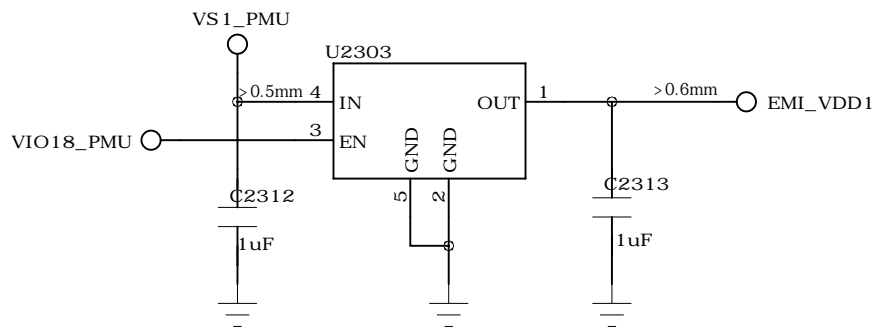 VS1_PMU
U2303
>0.5mm
4
IN
OUT
1
>0.6mm
EMI_VDD1
VIO18_PMU
3
EN
GND
GND
5
2
C2312
1uF
C2313
1uF